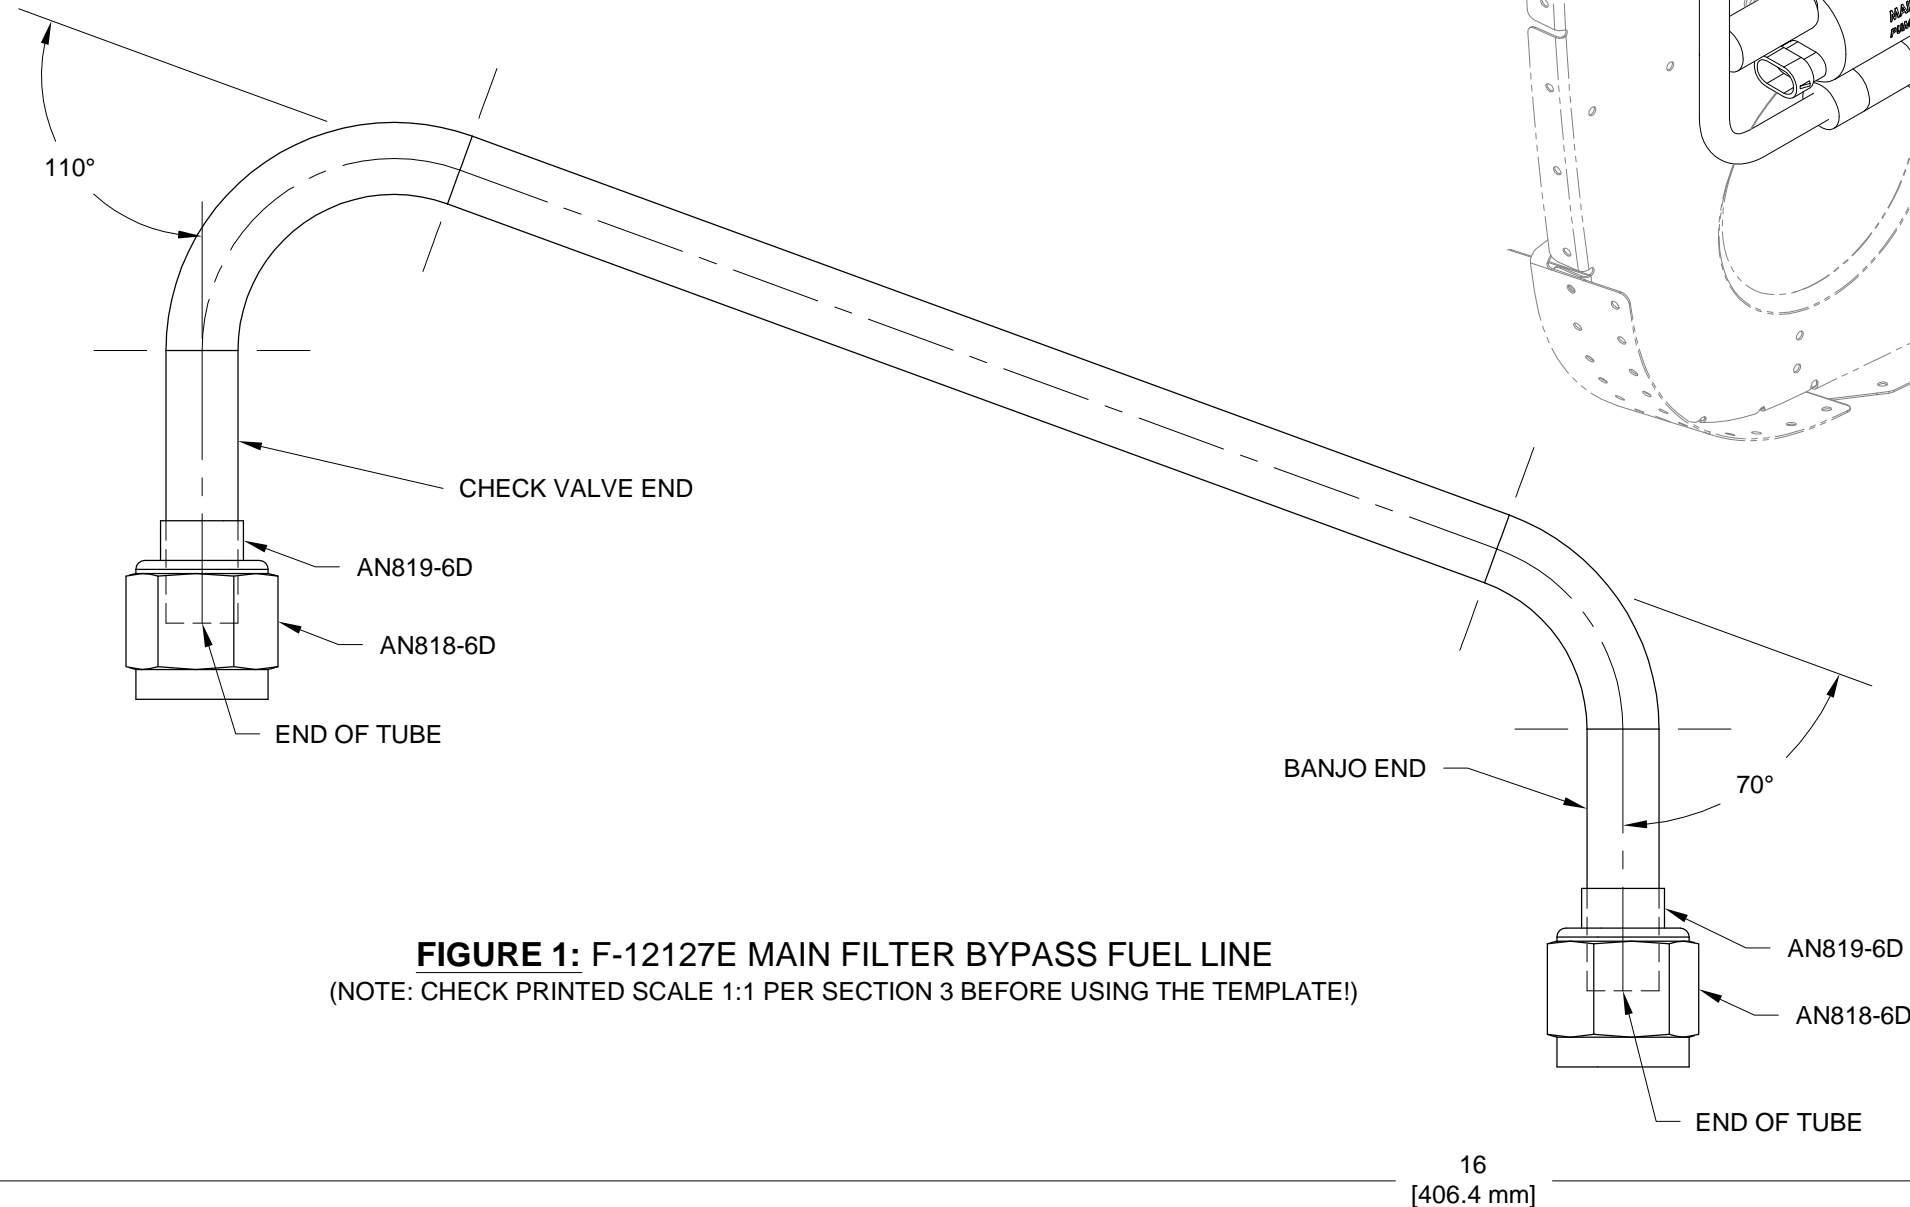 110°
CHECK VALVE END
AN819-6D
AN818-6D
END OF TUBE
BANJO END
70°
AN819-6D
AN818-6D
END OF TUBE
FIGURE 1: F-12127E MAIN FILTER BYPASS FUEL LINE
(NOTE: CHECK PRINTED SCALE 1:1 PER SECTION 3 BEFORE USING THE TEMPLATE!)
16
[406.4 mm]